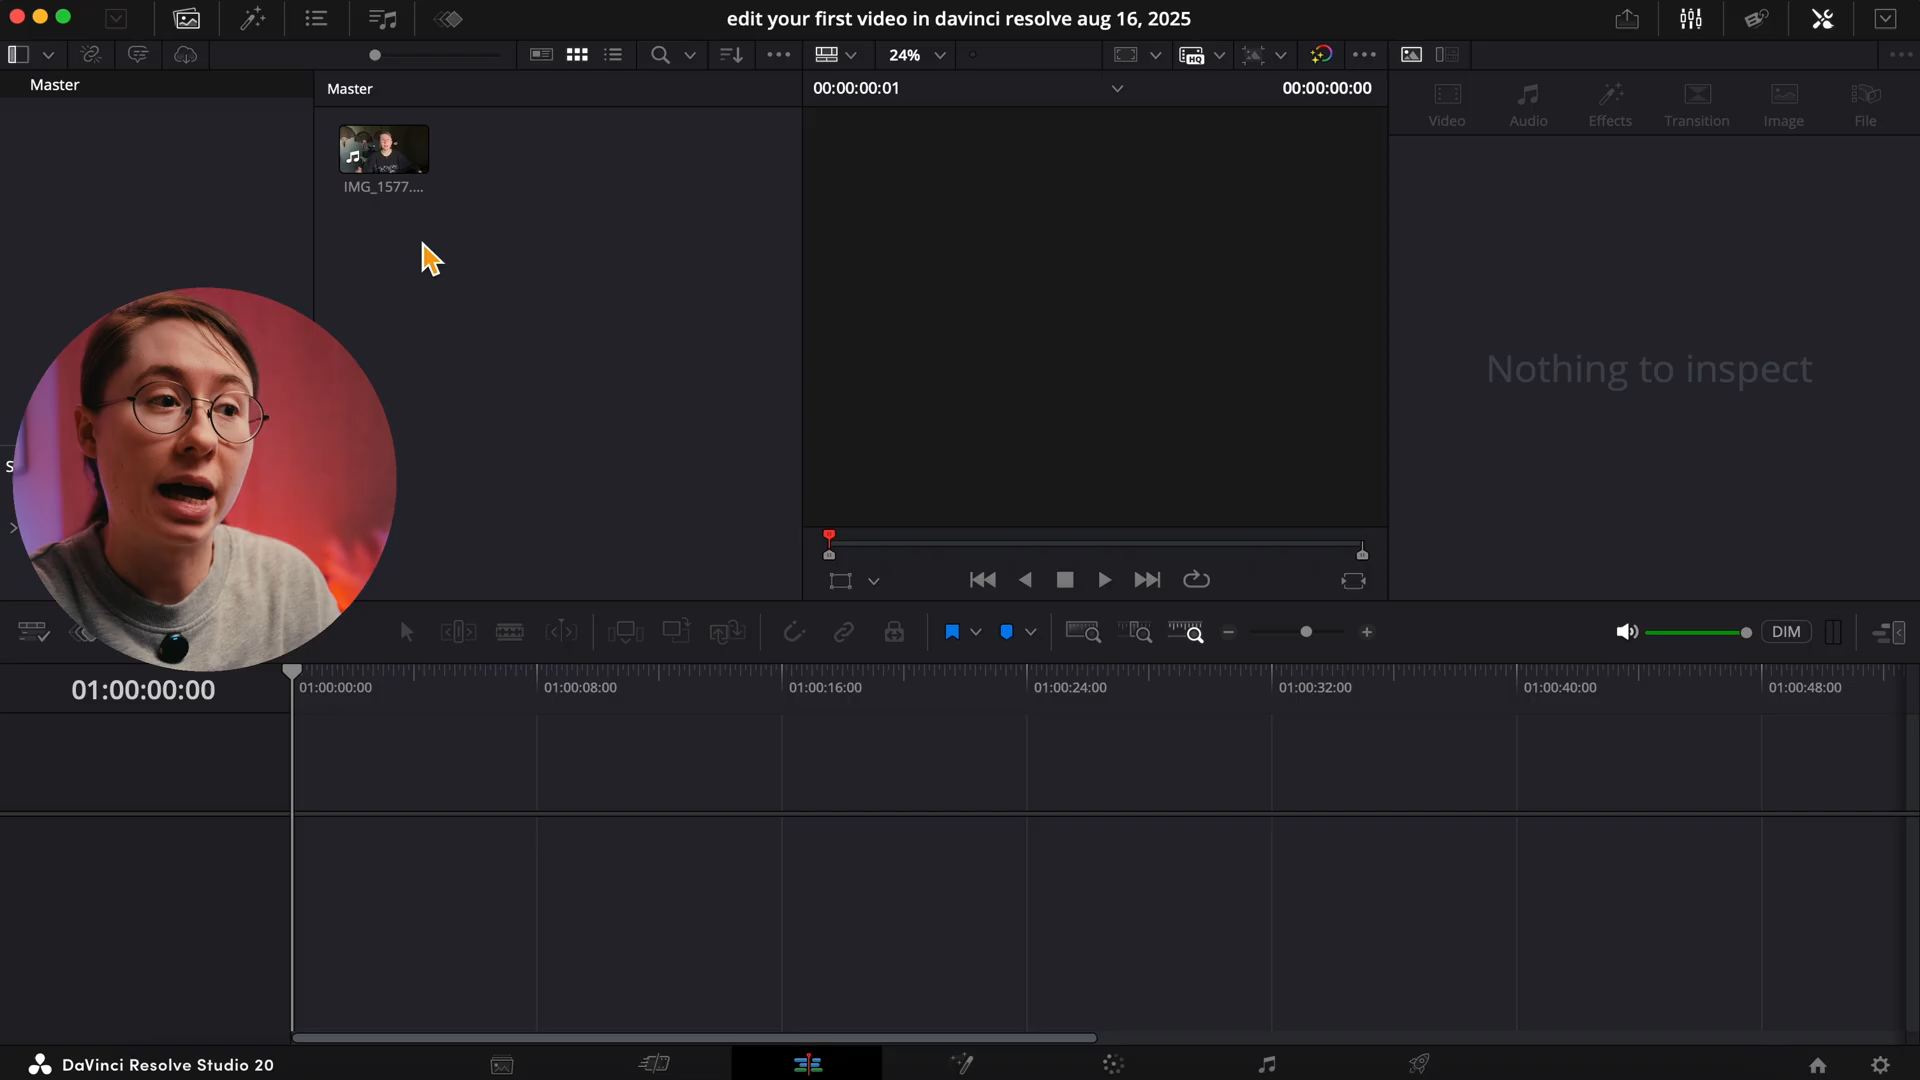 edit your first video in davinci resolve aug 16, 2025
24%
Master
Master
00:00:00:01
00:00:00:00
Video
Audio
Effects
Transition
Image
File
IMG_1577....
Nothing to inspect
S
DIM
01:00:00:00
01:00:00:00
01:00:08:00
01:00:16:00
01:00:24:00
01:00:32:00
01:00:40:00
01:00:48:00
DaVinci Resolve Studio 20
HQ